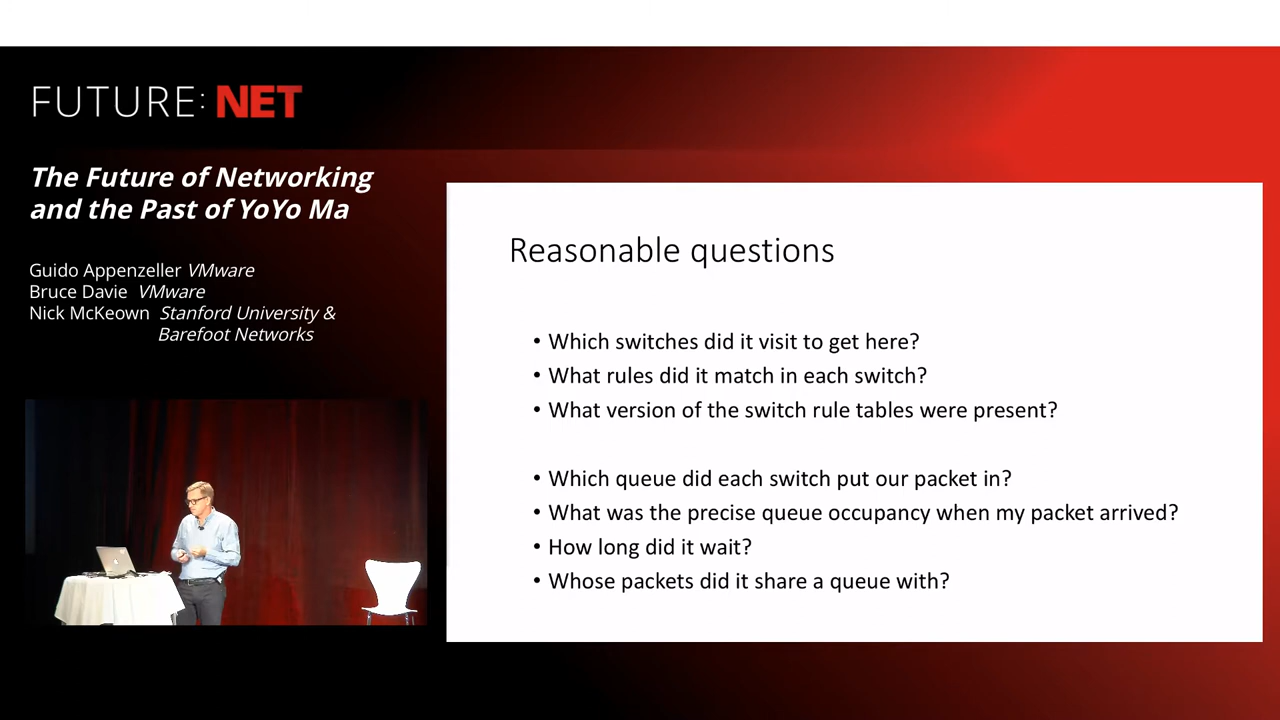 FUTURE: NET
The Future of Networking
and the Past of YoYo Ma
Guido Appenzeller VMware
Bruce Davie VMware
Nick McKeown Stanford University &
Barefoot Networks
Reasonable questions
• Which switches did it visit to get here?
• What rules did it match in each switch?
• What version of the switch rule tables were present?
• Which queue did each switch put our packet in?
• What was the precise queue occupancy when my packet arrived?
• How long did it wait?
• Whose packets did it share a queue with?